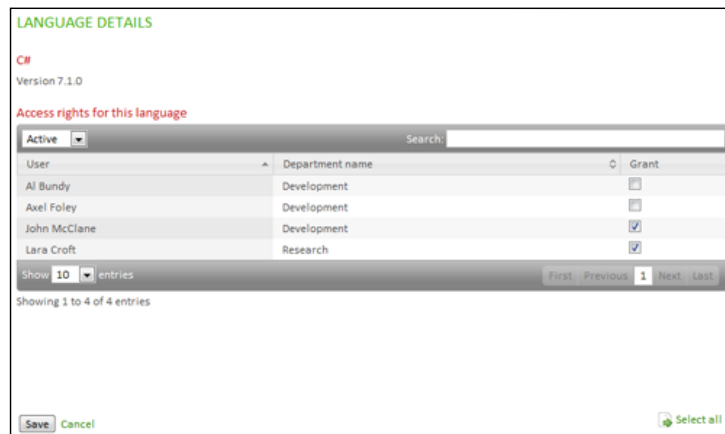 LANGUAGE DETAILS
C#
Version 7.1.0
Access rights for this language
Active Search:
User Department name Grant
Al Bundy Development
Axel Foley Development
John McClane Development
Lara Croft Research
Show 10 entries First Previous 1 Next Last
Showing 1 to 4 of 4 entries
Save Cancel Select all